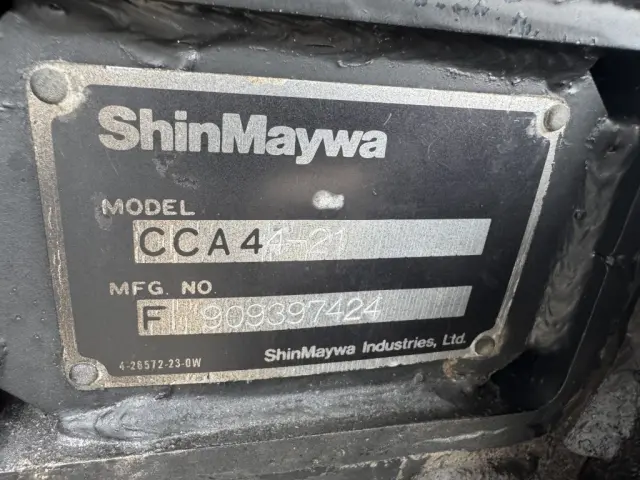 ShinMaywa
MODEL
CCA44-21
MFG. NO.
F 909397424
4-26572-23-0W
ShinMaywa Industries, Ltd.